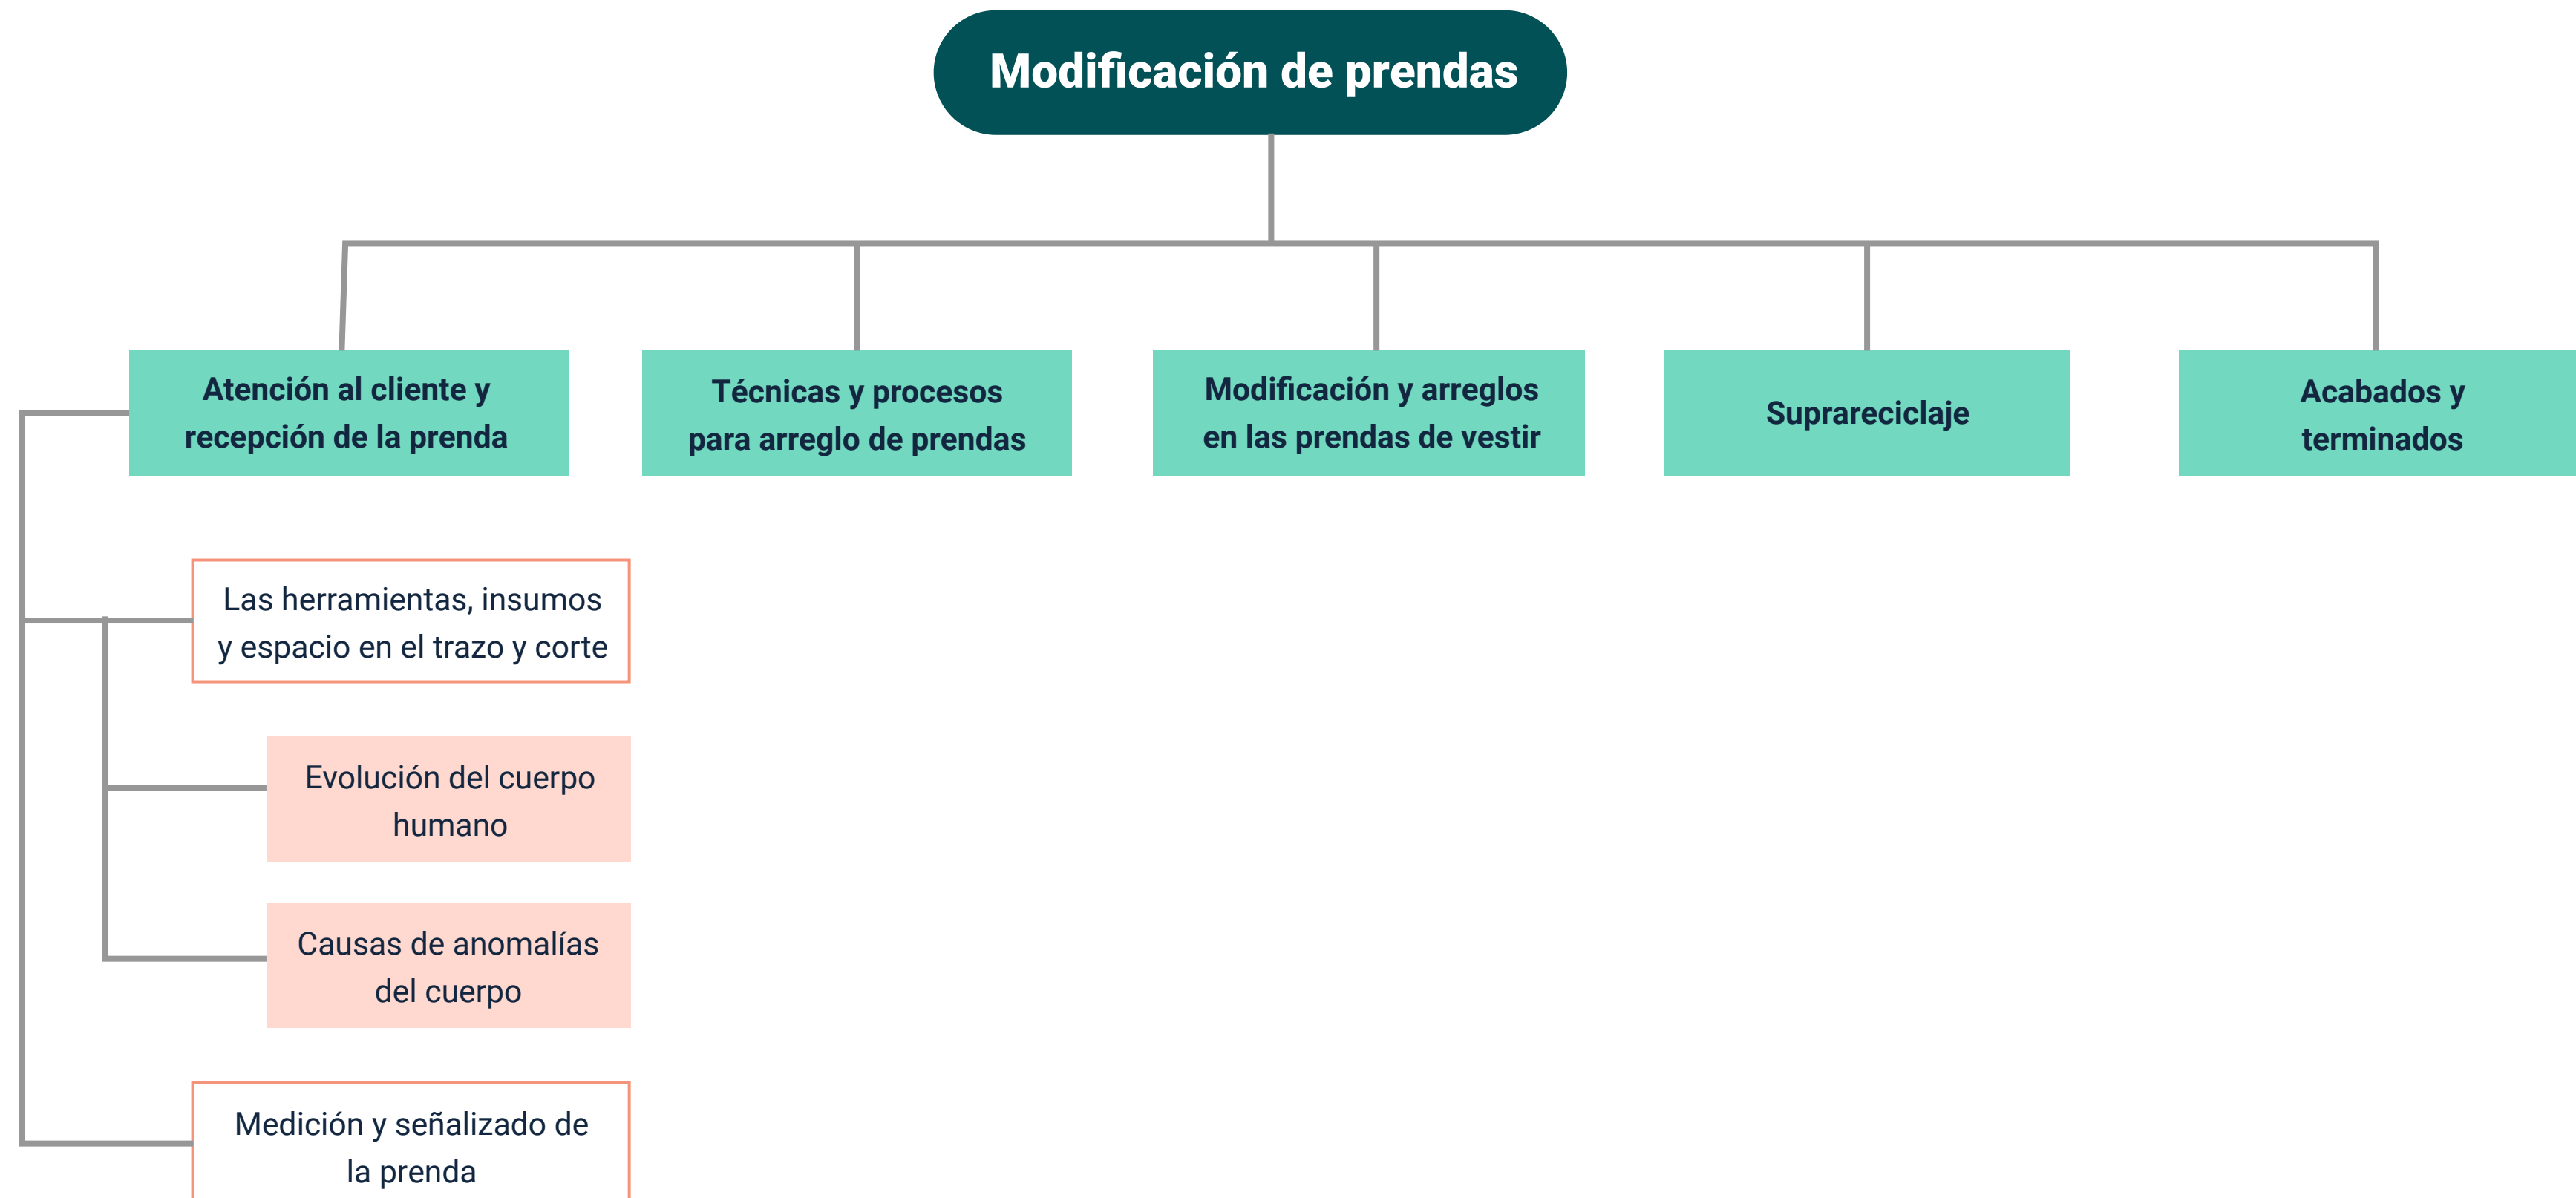 Modificación de prendas
Atención al cliente y
recepción de la prenda
Técnicas y procesos
para arreglo de prendas
Modificación y arreglos
en las prendas de vestir
Suprareciclaje
Acabados y
terminados
Las herramientas, insumos
y espacio en el trazo y corte
Evolución del cuerpo
humano
Causas de anomalías
del cuerpo
Medición y señalizado de
la prenda